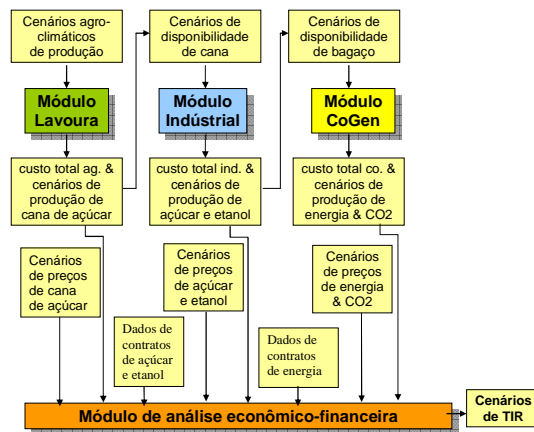 Cenários agro-
climáticos
de produção
Cenários de
disponibilidade
de cana
Cenários de
disponibilidade
de bagaço
Módulo
Lavoura
Módulo
Indústrial
Módulo
CoGen
custo total ag. &
cenários de
produção de
cana de açúcar
custo total ind. &
cenários de
produção de
açúcar e etanol
custo total co. &
cenários de
produção de
energia & CO2
Cenários
de preços de
cana
de açúcar
Cenários
de preços
de açúcar
e etanol
Cenários
de preços
de energia
& CO2
Dados de
contratos
de açúcar
e etanol
Dados de
contratos
de energia
Módulo de análise econômico-financeira
Cenários
de TIR